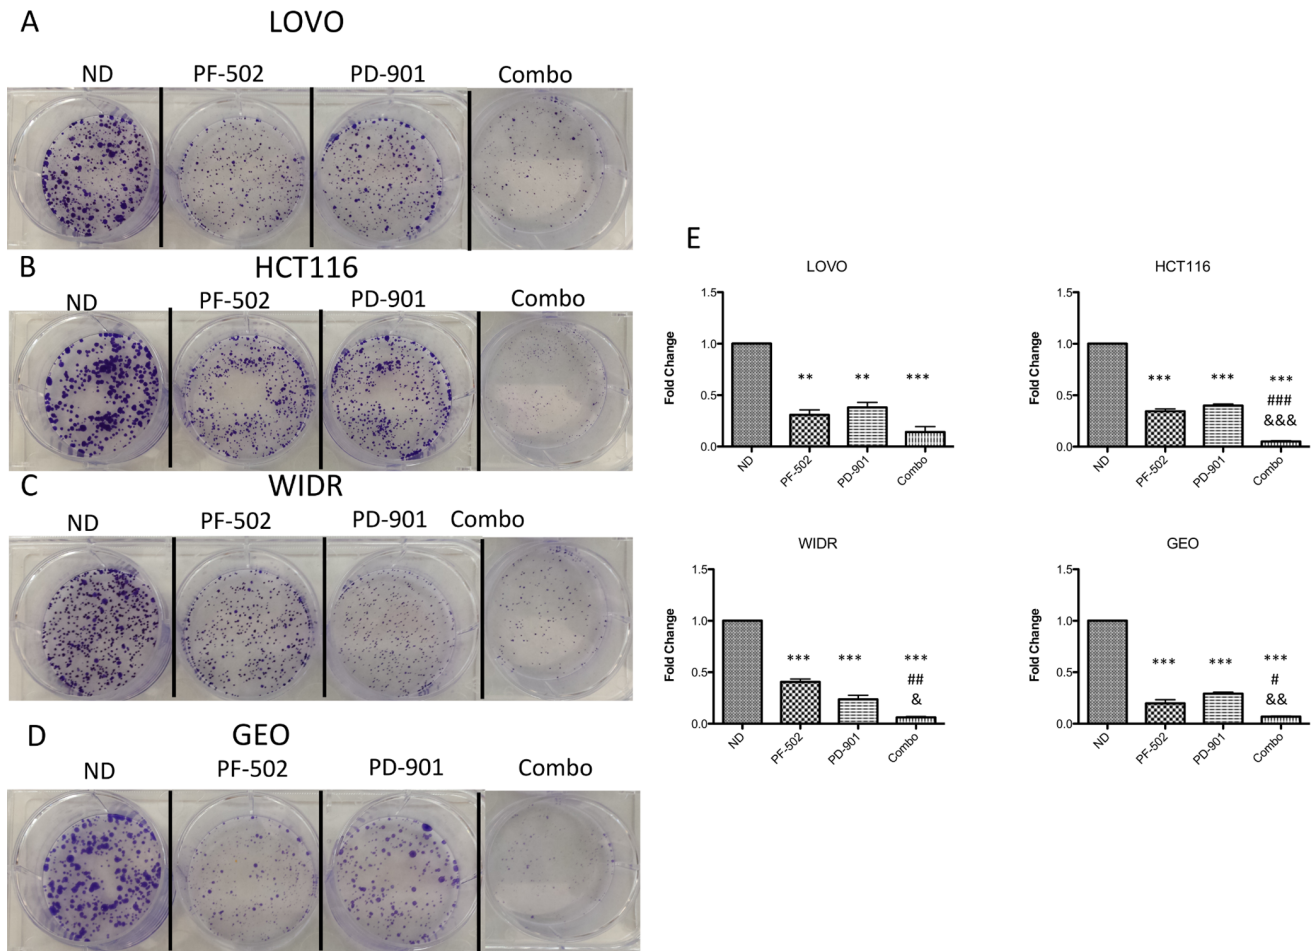 A
LOVO
ND PF-502 PD-901 Combo
B
HCT116
ND PF-502 PD-901 Combo
C
WIDR
ND PF-502 PD-901 Combo
D
GEO
ND PF-502 PD-901 Combo
E
LOVO
Fold Change
1.5
1.0
0.5
0.0
** ** ***
ND PF-502 PD-901 Combo
HCT116
Fold Change
1.5
1.0
0.5
0.0
*** *** ***
###
&&&
ND PF-502 PD-901 Combo
WIDR
Fold Change
1.5
1.0
0.5
0.0
*** *** ***
##
&
ND PF-502 PD-901 Combo
GEO
Fold Change
1.5
1.0
0.5
0.0
*** *** ***
#
&&
ND PF-502 PD-901 Combo